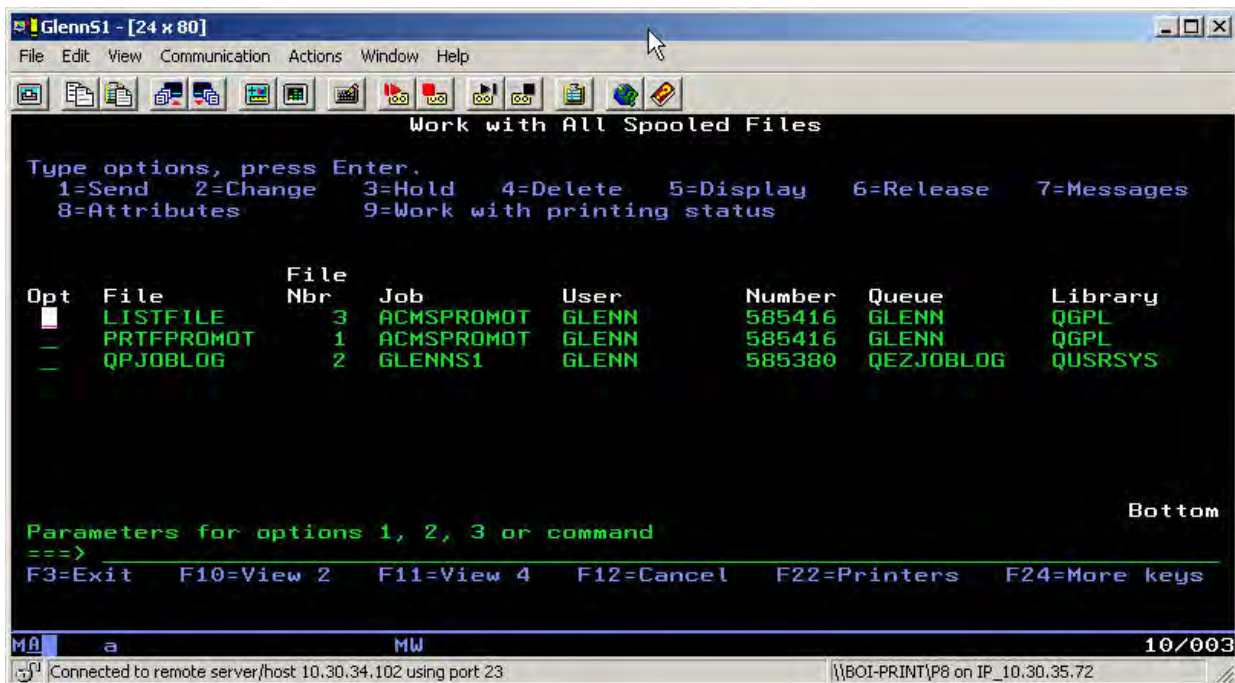 GlennS1 - [24 x 80]
File Edit View Communication Actions Window Help
Work with All Spooled Files
Type options, press Enter.
1=Send 2=Change 3=Hold 4=Delete 5=Display 6=Release 7=Messages
8=Attributes 9=Work with printing status
File
Opt File Nbr Job User Number Queue Library
LISTFILE 3 ACMSPROMOT GLENN 585416 GLENN QGPL
PRTFPROMOT 1 ACMSPROMOT GLENN 585416 GLENN QGPL
QPJOBLOG 2 GLENNS1 GLENN 585380 QEZJOBLOG QUSRSYS
Bottom
Parameters for options 1, 2, 3 or command
===>
F3=Exit F10=View 2 F11=View 4 F12=Cancel F22=Printers F24=More keys
MA a MW 10/003
Connected to remote server/host 10.30.34.102 using port 23 \\BOI-PRINT\P8 on IP_10.30.35.72